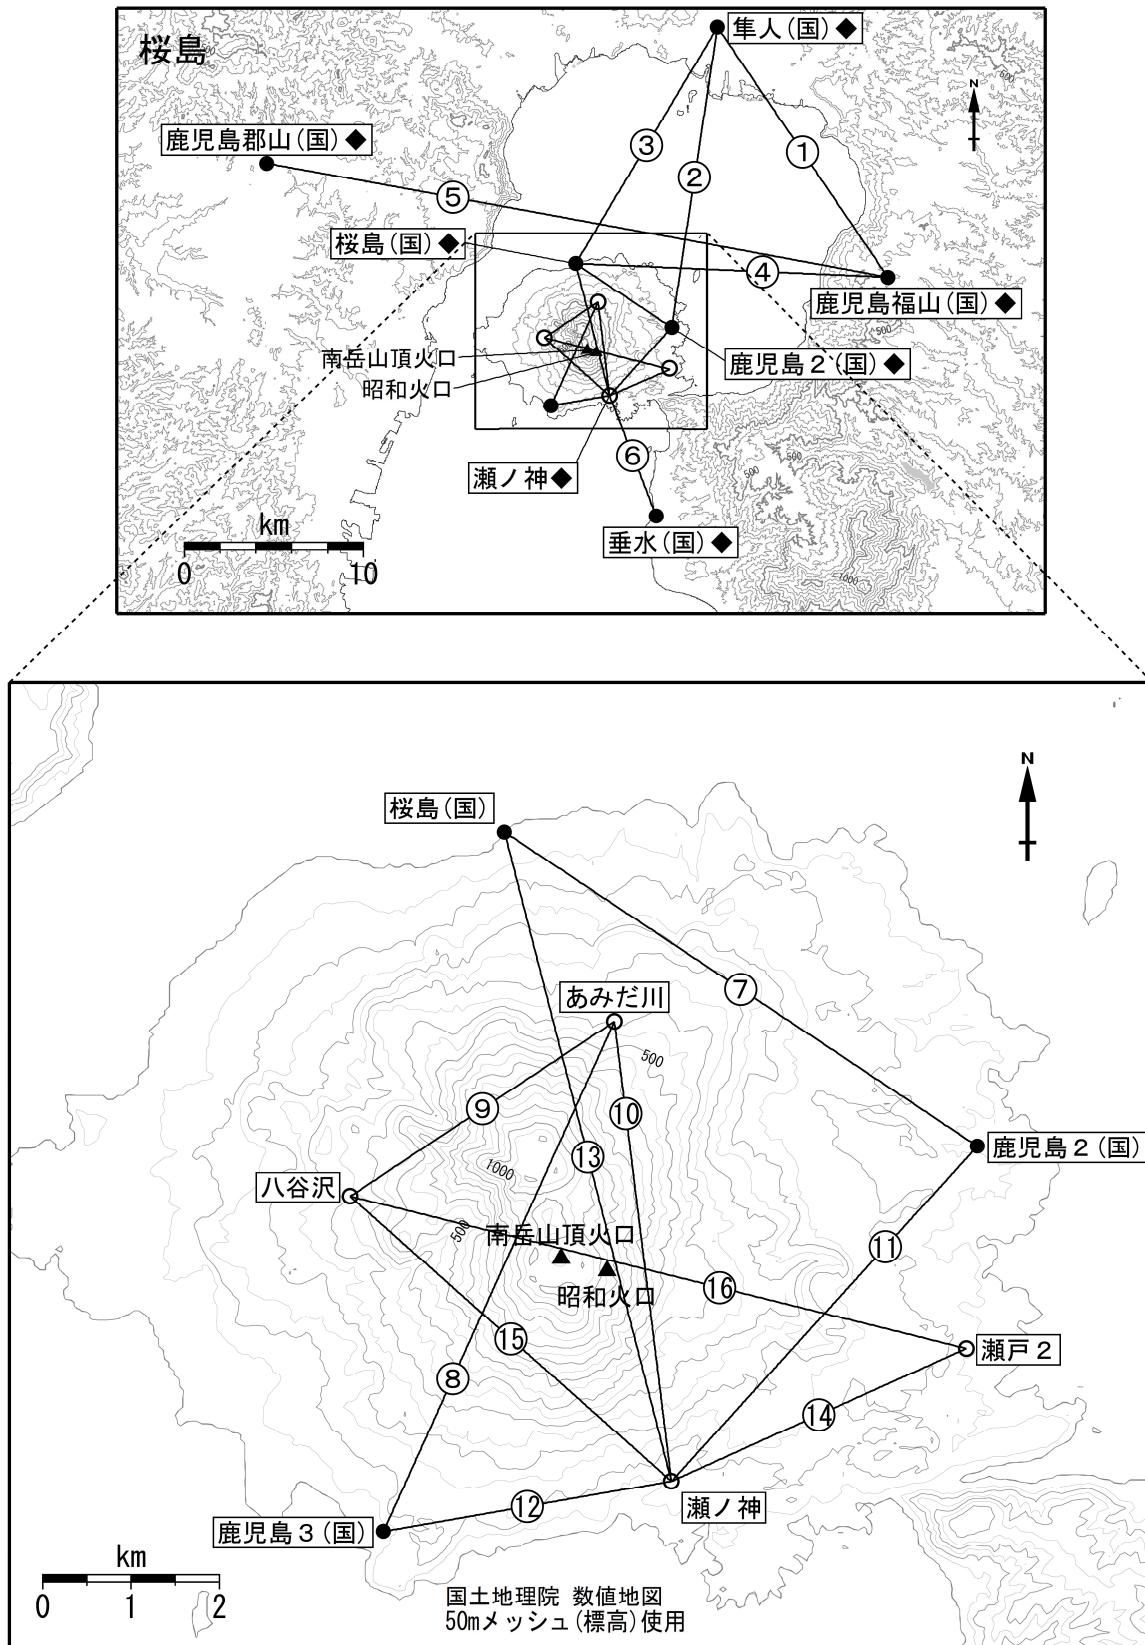 桜島
隼人(国)◆
N
500
鹿児島郡山(国)◆
③
①
②
⑤
桜島(国)◆
④
鹿児島福山(国)◆
500
南岳山頂火口
鹿児島2(国)◆
昭和火口
⑥
500
500
瀬ノ神◆
km
垂水(国)◆
0 10
1000
N
桜島(国)
あみだ川
⑦
500
⑨
⑩
鹿児島2(国)
⑬
1000
八谷沢
500
南岳山頂火口
⑪
⑯
昭和火口
⑮
瀬戸2
⑧
⑭
⑫
瀬ノ神
鹿児島3(国)
km
国土地理院 数値地図
0 1 2
50mメッシュ(標高)使用